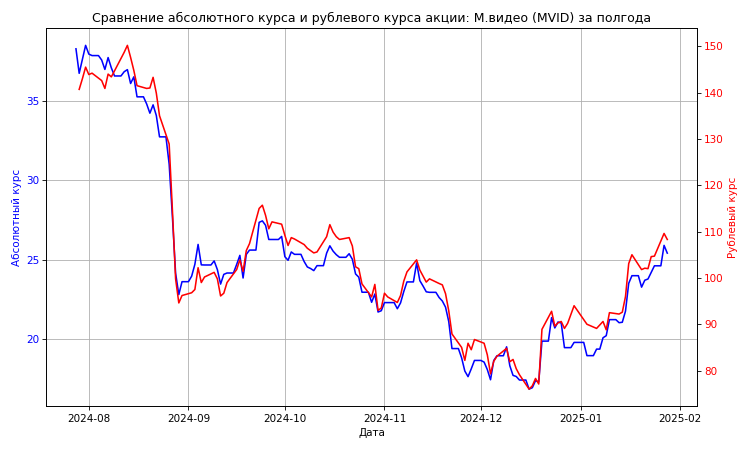 Сравнение абсолютного курса и рублевого курса акции: М.видео (MVID) за полгода
Абсолютный курс
35
30
25
20
150
140
130
120
110
100
90
80
Рублевый курс
2024-08 2024-09 2024-10 2024-11 2024-12 2025-01 2025-02
Дата